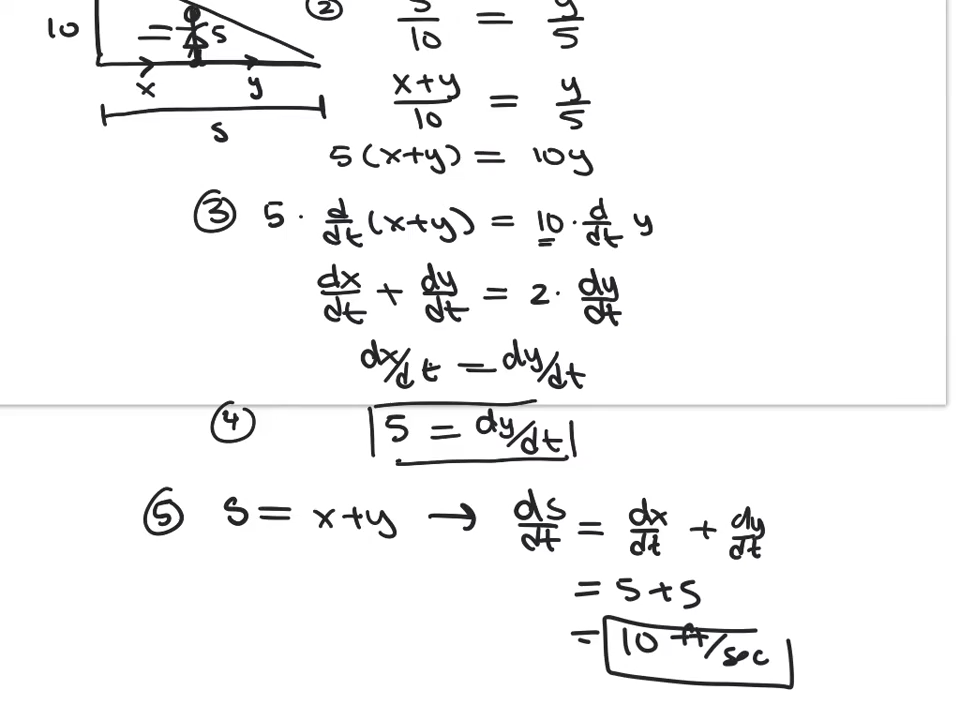 ② s/10 = y/5
10 5
x y
s
(x+y)/10 = y/5
5(x+y) = 10y
③ 5 · d/dt (x+y) = 10 · d/dt y
dx/dt + dy/dt = 2 · dy/dt
dx/dt = dy/dt
④ 5 = dy/dt
⑤ s = x+y → ds/dt = dx/dt + dy/dt
= 5+5
= 10 ft/sec